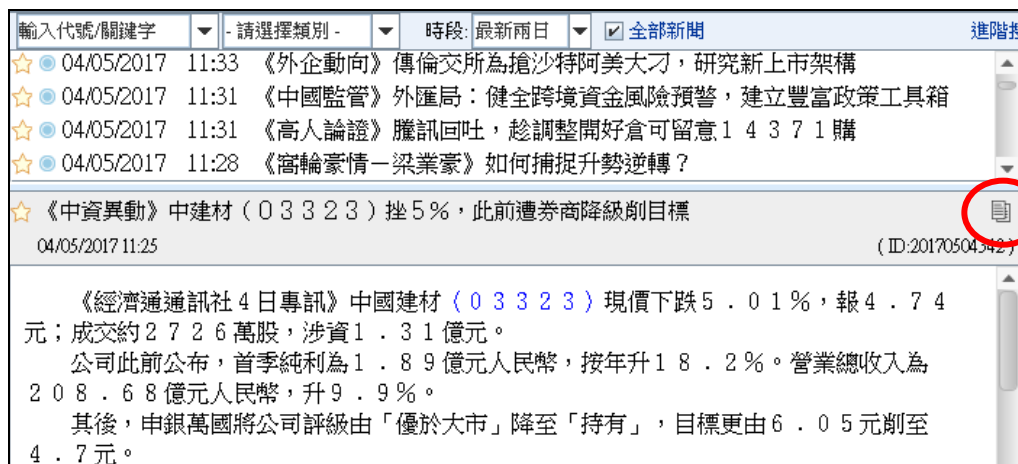 輸入代號/關鍵字 - 請選擇類別 - 時段: 最新兩日 全部新聞 進階
04/05/2017 11:33 《外企動向》傳倫交所為搶沙特阿美大刁，研究新上市架構
04/05/2017 11:31 《中國監管》外匯局：健全跨境資金風險預警，建立豐富政策工具箱
04/05/2017 11:31 《高人論證》騰訊回吐，趁調整開好倉可留意１４３７１購
04/05/2017 11:28 《窩輪豪情－梁業豪》如何捕捉升勢逆轉？
《中資異動》中建材（０３３２３）挫５%，此前遭券商降級削目標
04/05/2017 11:25 ( ID:20170504342 )
《經濟通通訊社４日專訊》中國建材（０３３２３）現價下跌５．０１%，報４．７４
元；成交約２７２６萬股，涉資１．３１億元。
公司此前公布，首季純利為１．８９億元人民幣，按年升１８．２%。營業總收入為
２０８．６８億元人民幣，升９．９%。
其後，申銀萬國將公司評級由「優於大市」降至「持有」，目標更由６．０５元削至
４．７元。